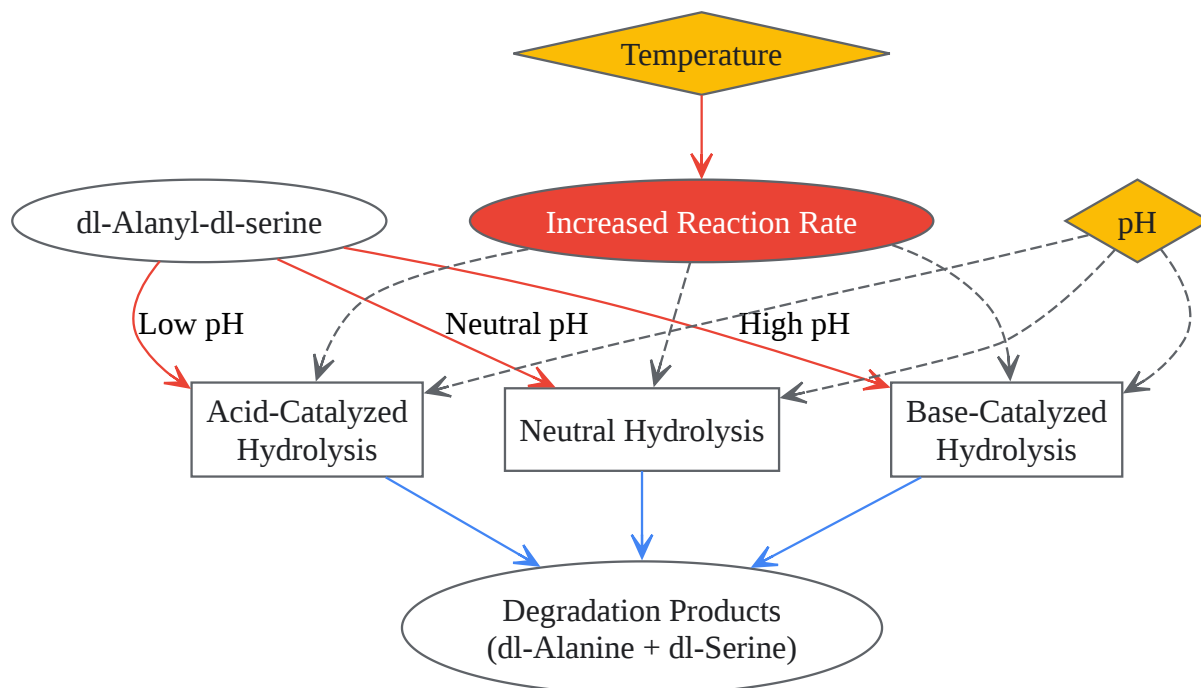 Temperature
dl-Alanyl-dl-serine
Increased Reaction Rate
pH
Low pH
Neutral pH
High pH
Acid-Catalyzed
Hydrolysis
Neutral Hydrolysis
Base-Catalyzed
Hydrolysis
Degradation Products
(dl-Alanine + dl-Serine)